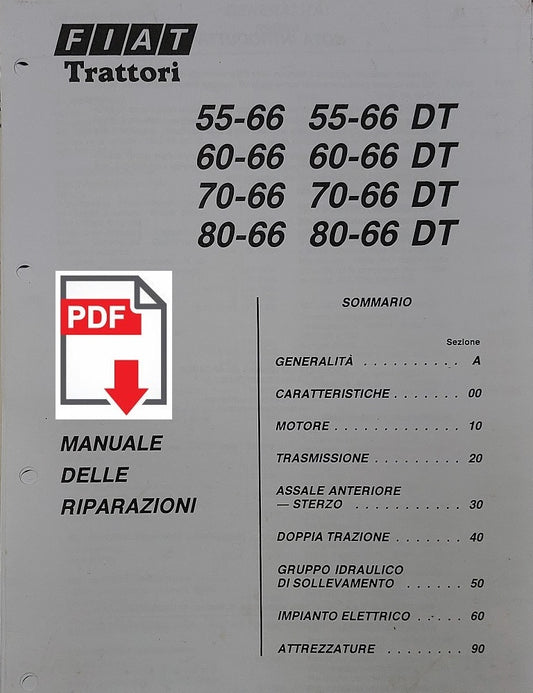 FIAT
Trattori
55-66 55-66 DT
60-66 60-66 DT
70-66 70-66 DT
80-66 80-66 DT
PDF
MANUALE
DELLE
RIPARAZIONI
SOMMARIO
Sezione
GENERALITÀ . . . . . . . . . . A
CARATTERISTICHE . . . . . . . 00
MOTORE . . . . . . . . . . . . . 10
TRASMISSIONE . . . . . . . . . 20
ASSALE ANTERIORE
— STERZO . . . . . . . . . . . 30
DOPPIA TRAZIONE . . . . . . . 40
GRUPPO IDRAULICO
DI SOLLEVAMENTO . . . . . . 50
IMPIANTO ELETTRICO . . . . . 60
ATTREZZATURE . . . . . . . . 90